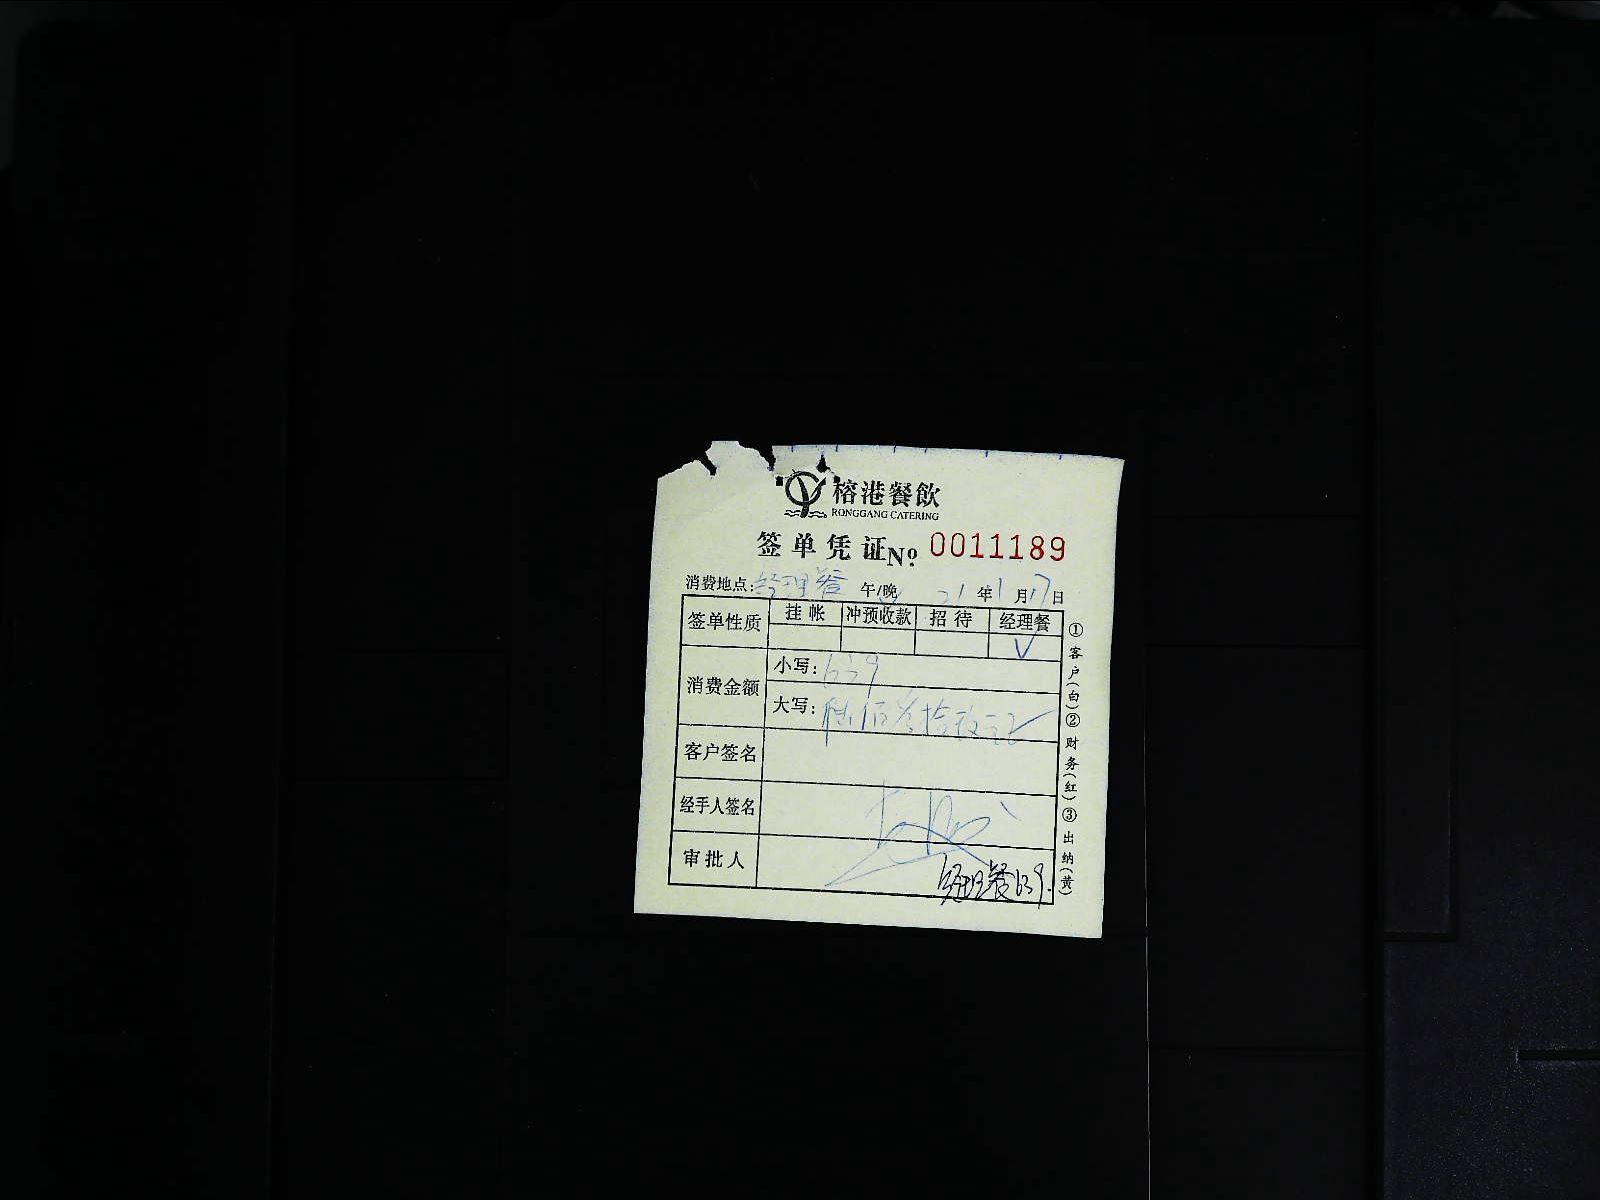 榕港餐飲
RONGGANG CATERING
签单凭证 No. 0011189
消费地点:经理餐 午/晚 21年1月17日
签单性质 挂帐 冲预收款 招待 经理餐
√
消费金额 小写:639
大写:陆佰叁拾玖元
客户签名
经手人签名
审批人
经理餐639.
①客户(白)②财务(红)③出纳(黄)